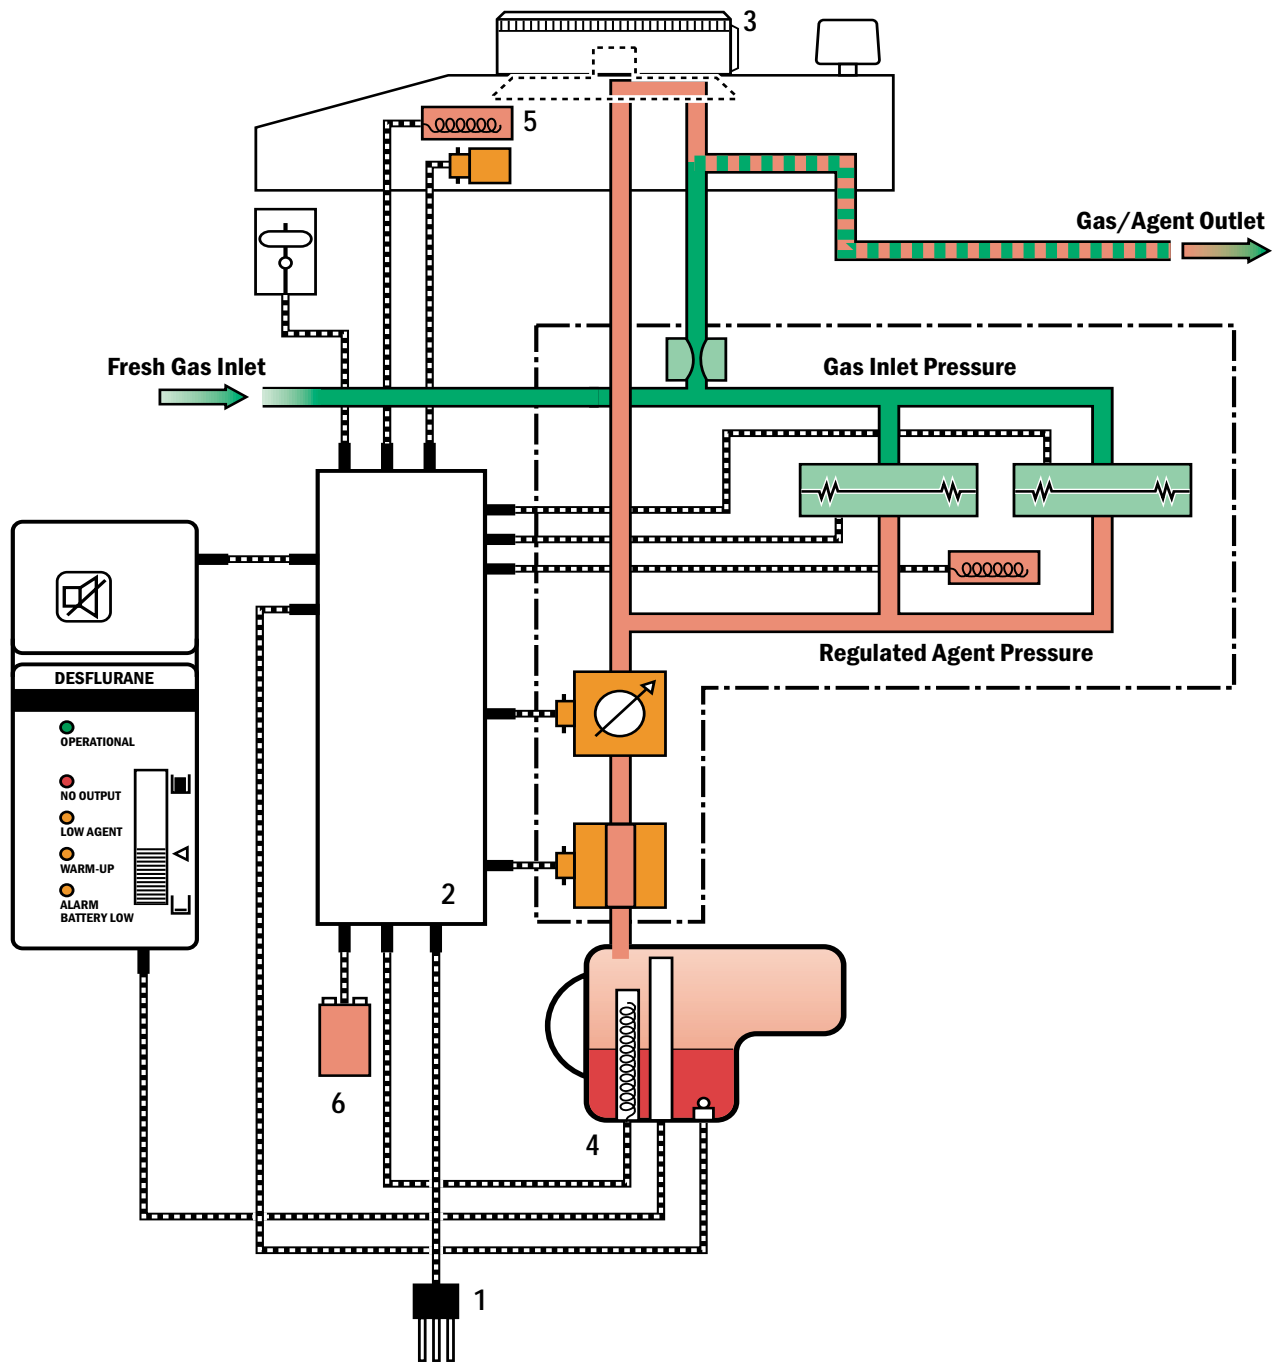 3
5
Gas/Agent Outlet
Fresh Gas Inlet
Gas Inlet Pressure
Regulated Agent Pressure
DESFLURANE
OPERATIONAL
NO OUTPUT
LOW AGENT
WARM-UP
ALARM
BATTERY LOW
2
6
4
1